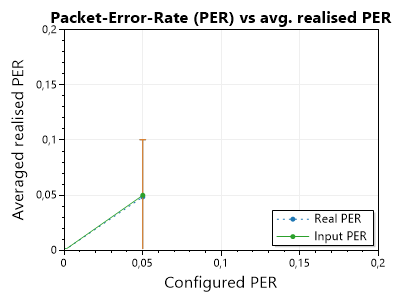 Packet-Error-Rate (PER) vs avg. realised PER
Averaged realised PER
0,2
0,15
0,1
0,05
0
0
0,05
0,1
0,15
0,2
Real PER
Input PER
Configured PER